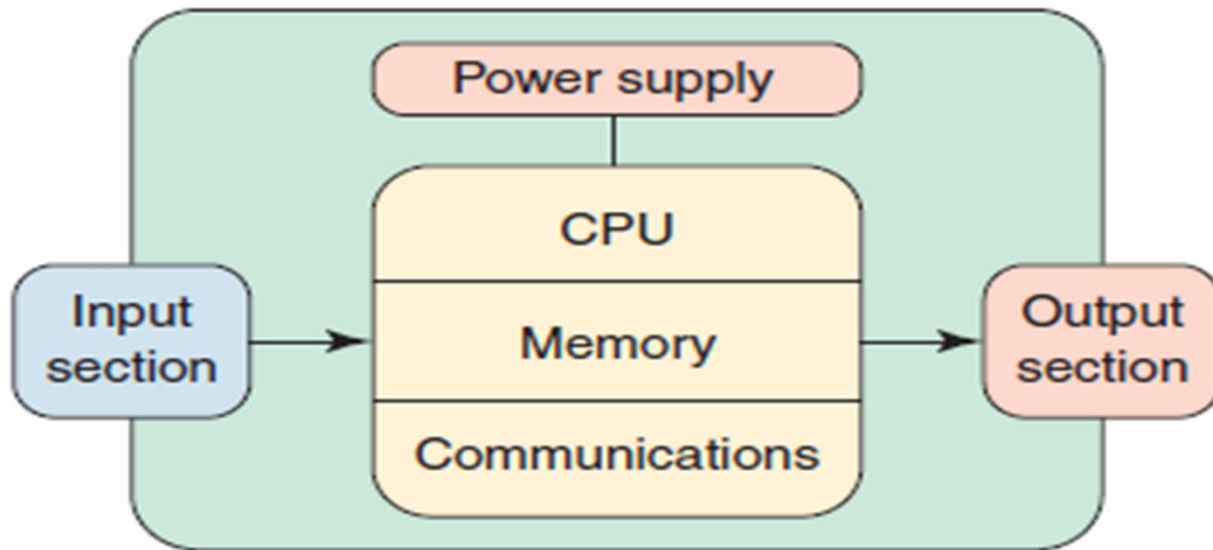 Power supply
CPU
Input
section
Memory
Output
section
Communications